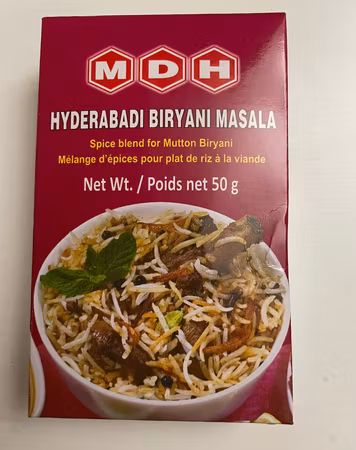 MDH
HYDERABADI BIRYANI MASALA
Spice blend for Mutton Biryani
Mélange d'épices pour plat de riz à la viande
Net Wt. / Poids net 50 g